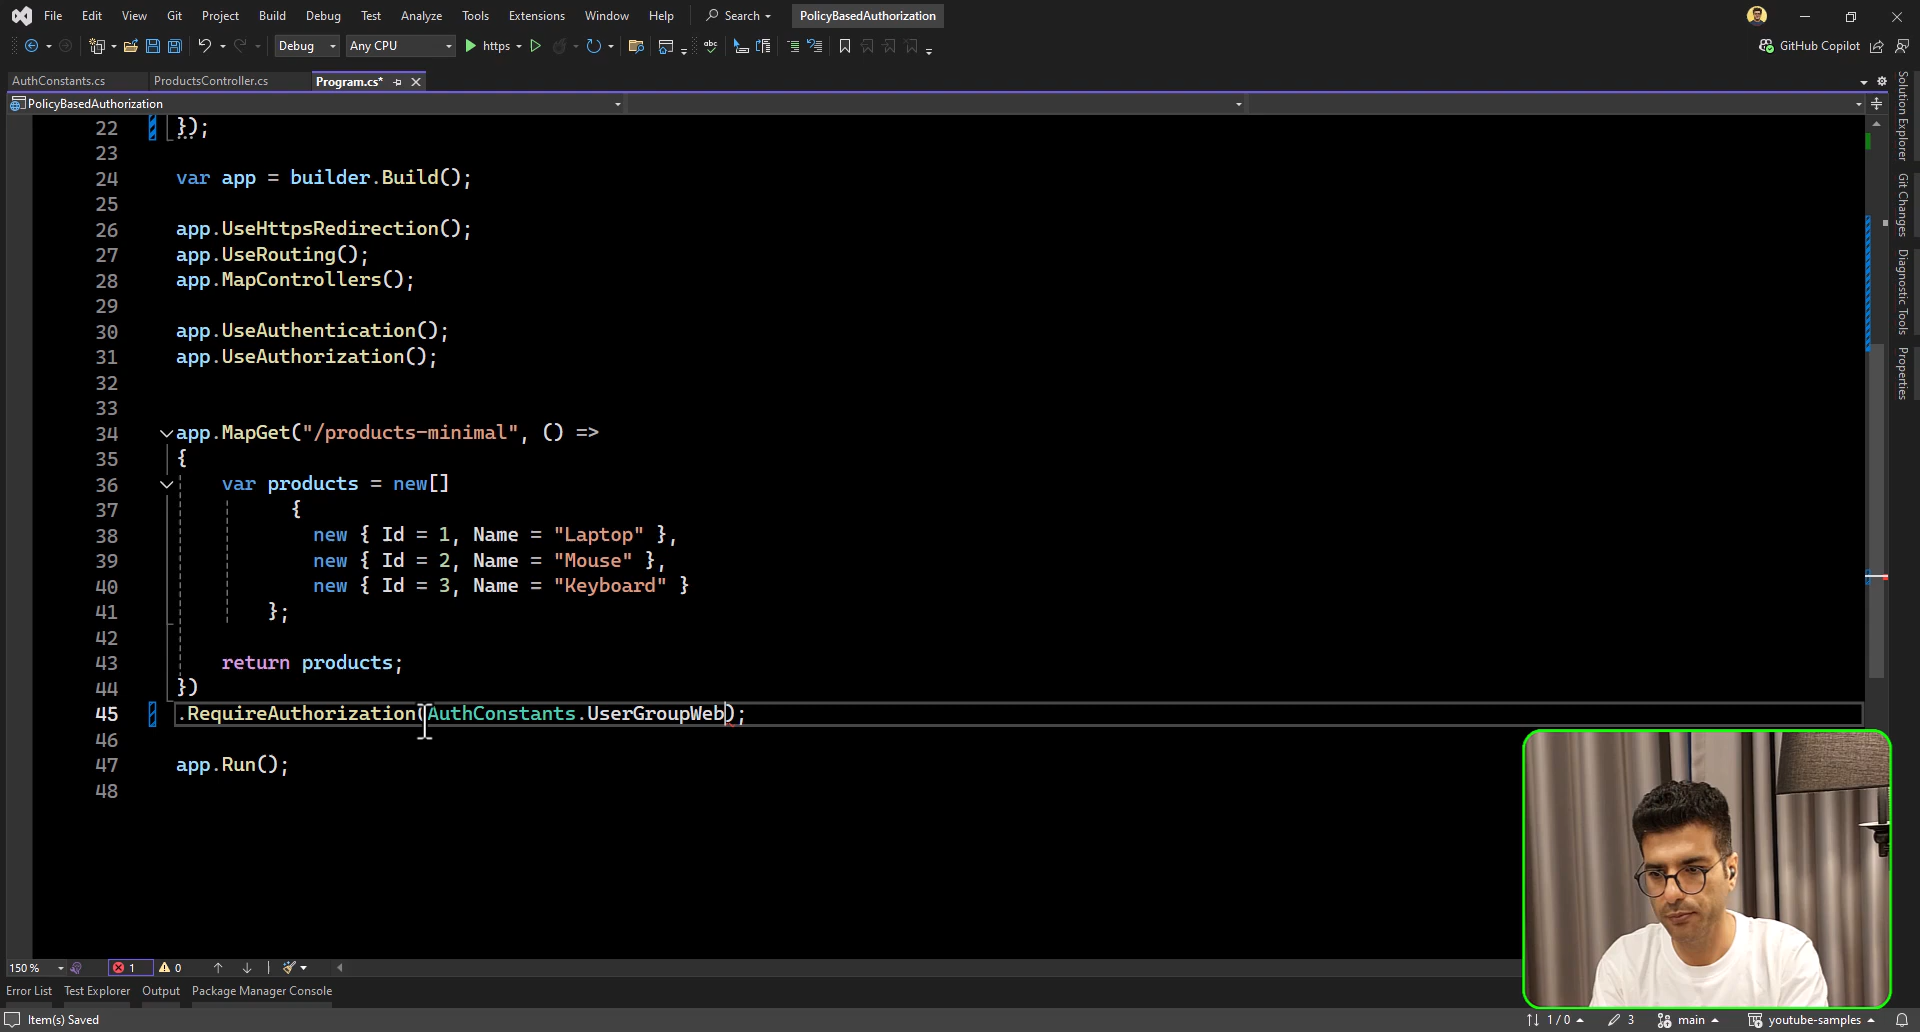 File Edit View Git Project Build Debug Test Analyze Tools Extensions Window Help Search PolicyBasedAuthorization
Debug Any CPU https GitHub Copilot
AuthConstants.cs ProductsController.cs Program.cs*
PolicyBasedAuthorization
22 });
23
24 var app = builder.Build();
25
26 app.UseHttpsRedirection();
27 app.UseRouting();
28 app.MapControllers();
29
30 app.UseAuthentication();
31 app.UseAuthorization();
32
33
34 app.MapGet("/products-minimal", () =>
35 {
36 var products = new[]
37 {
38 new { Id = 1, Name = "Laptop" },
39 new { Id = 2, Name = "Mouse" },
40 new { Id = 3, Name = "Keyboard" }
41 };
42
43 return products;
44 })
45 .RequireAuthorization(AuthConstants.UserGroupWeb);
46
47 app.Run();
48
Solution Explorer
Git Changes
Diagnostic Tools
Properties
150 % 1 0
Error List Test Explorer Output Package Manager Console
Item(s) Saved 1 / 0 3 main youtube-samples